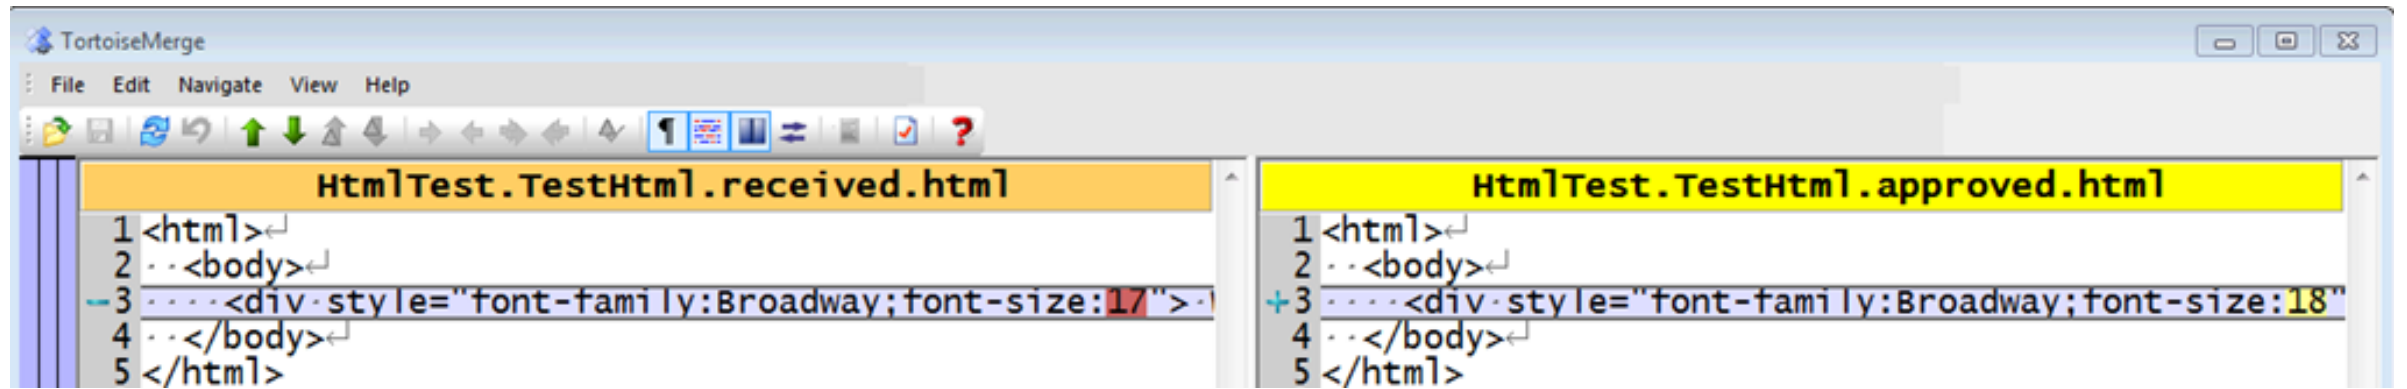 TortoiseMerge
File Edit Navigate View Help
HtmlTest.TestHtml.received.html
1 <html>↵
2 ··<body>↵
3 ····<div·style="font-family:Broadway;font-size:17">·
4 ··</body>↵
5 </html>
HtmlTest.TestHtml.approved.html
1 <html>↵
2 ··<body>↵
3 ····<div·style="font-family:Broadway;font-size:18"
4 ··</body>↵
5 </html>